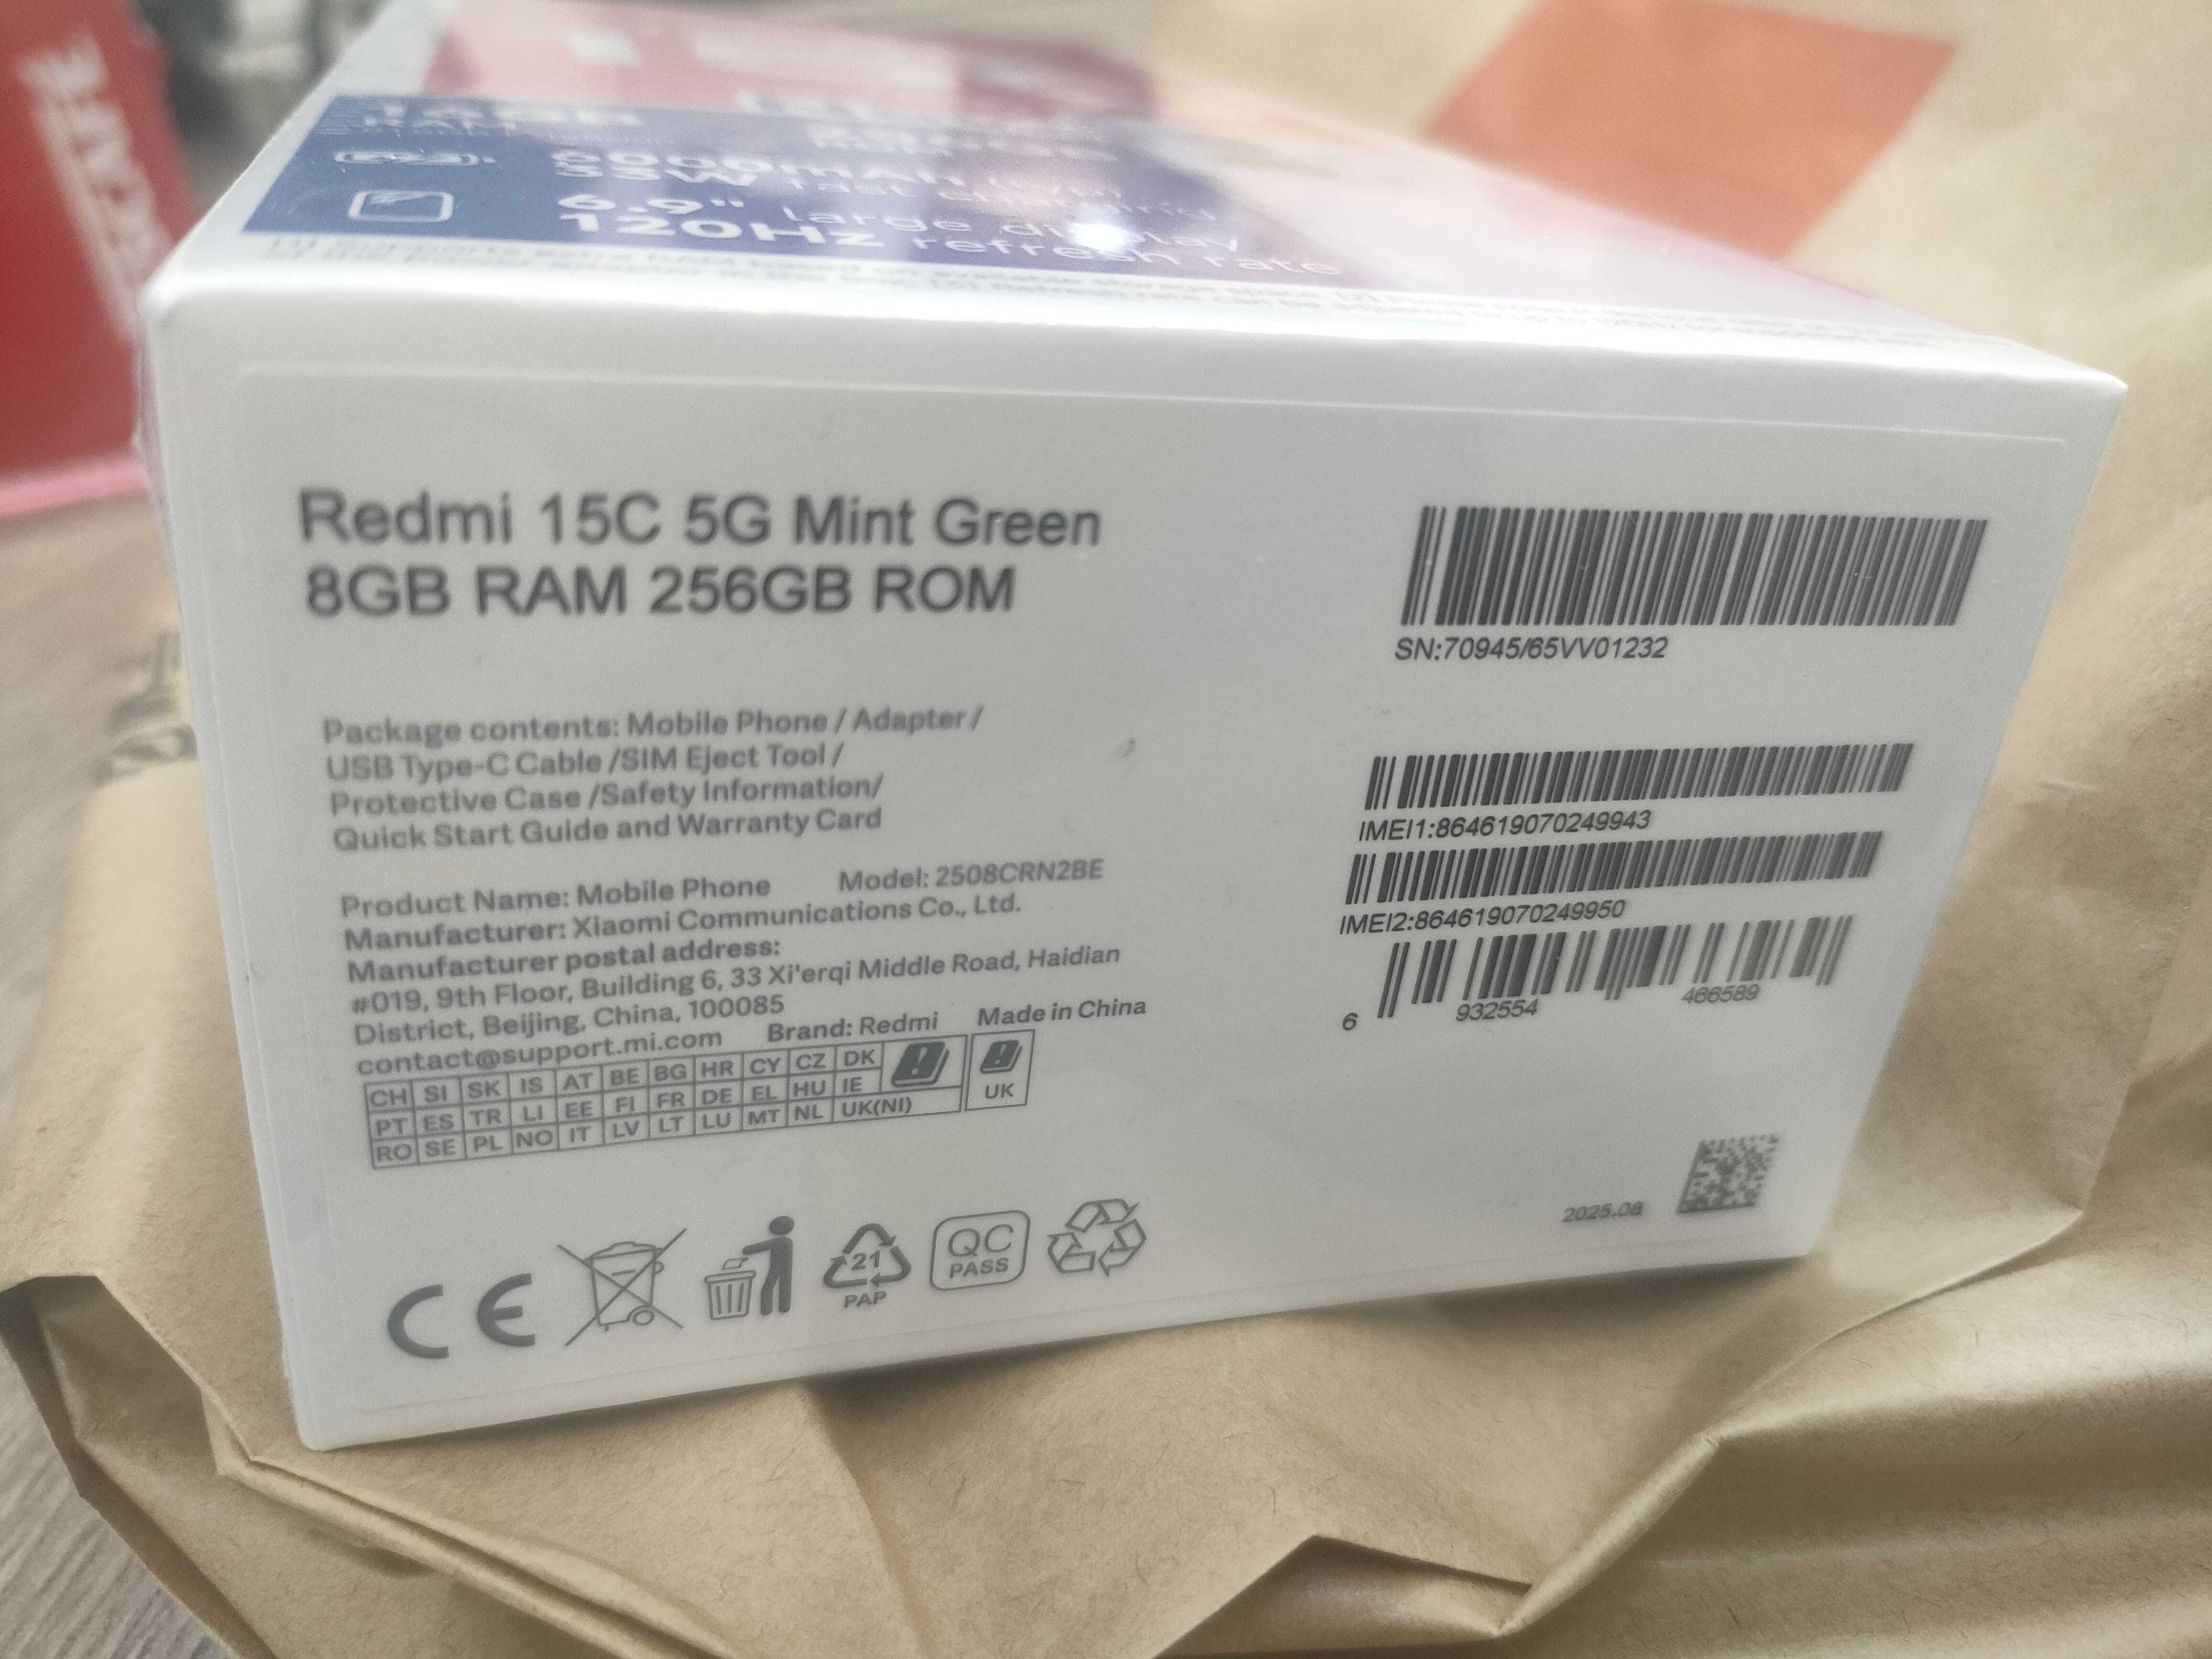 6000mAh (typ)
33W fast charging
6.9" large display
120Hz refresh rate
Redmi 15C 5G Mint Green
8GB RAM 256GB ROM
Package contents: Mobile Phone / Adapter /
USB Type-C Cable /SIM Eject Tool /
Protective Case /Safety Information/
Quick Start Guide and Warranty Card
Product Name: Mobile Phone Model: 2508CRN2BE
Manufacturer: Xiaomi Communications Co., Ltd.
Manufacturer postal address:
#019, 9th Floor, Building 6, 33 Xi'erqi Middle Road, Haidian
District, Beijing, China, 100085
contact@support.mi.com Brand: Redmi Made in China
CH SI SK IS AT BE BG HR CY CZ DK
PT ES TR LI EE FI FR DE EL HU IE
RO SE PL NO IT LV LT LU MT NL UK(NI)
UK
CE
21
PAP
QC
PASS
SN:70945/65VV01232
IMEI1:864619070249943
IMEI2:864619070249950
6 932554 466589
2025.08